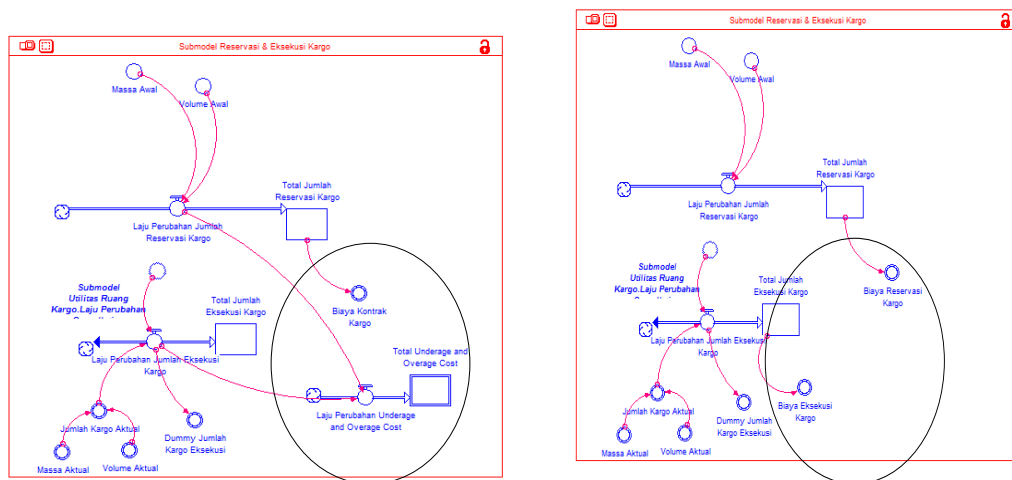 Submodel Reservasi & Eksekusi Kargo
Massa Awal
Volume Awal
Total Jumlah
Reservasi Kargo
Laju Perubahan Jumlah
Reservasi Kargo
Submodel
Utilitas Ruang
Kargo.Laju Perubahan
Total Jumlah
Eksekusi Kargo
Biaya Kontrak
Kargo
Laju Perubahan Jumlah Eksekusi
Kargo
Total Underage and
Overage Cost
Laju Perubahan Underage
and Overage Cost
Jumlah Kargo Aktual
Dummy Jumlah
Kargo Eksekusi
Massa Aktual
Volume Aktual
Submodel Reservasi & Eksekusi Kargo
Massa Awal
Volume Awal
Total Jumlah
Reservasi Kargo
Laju Perubahan Jumlah
Reservasi Kargo
Submodel
Utilitas Ruang
Kargo.Laju Perubahan
Total Jumlah
Eksekusi Kargo
Biaya Reservasi
Kargo
Laju Perubahan Jumlah Eksekusi
Kargo
Biaya Eksekusi
Kargo
Jumlah Kargo Aktual
Dummy Jumlah
Kargo Eksekusi
Massa Aktual
Volume Aktual